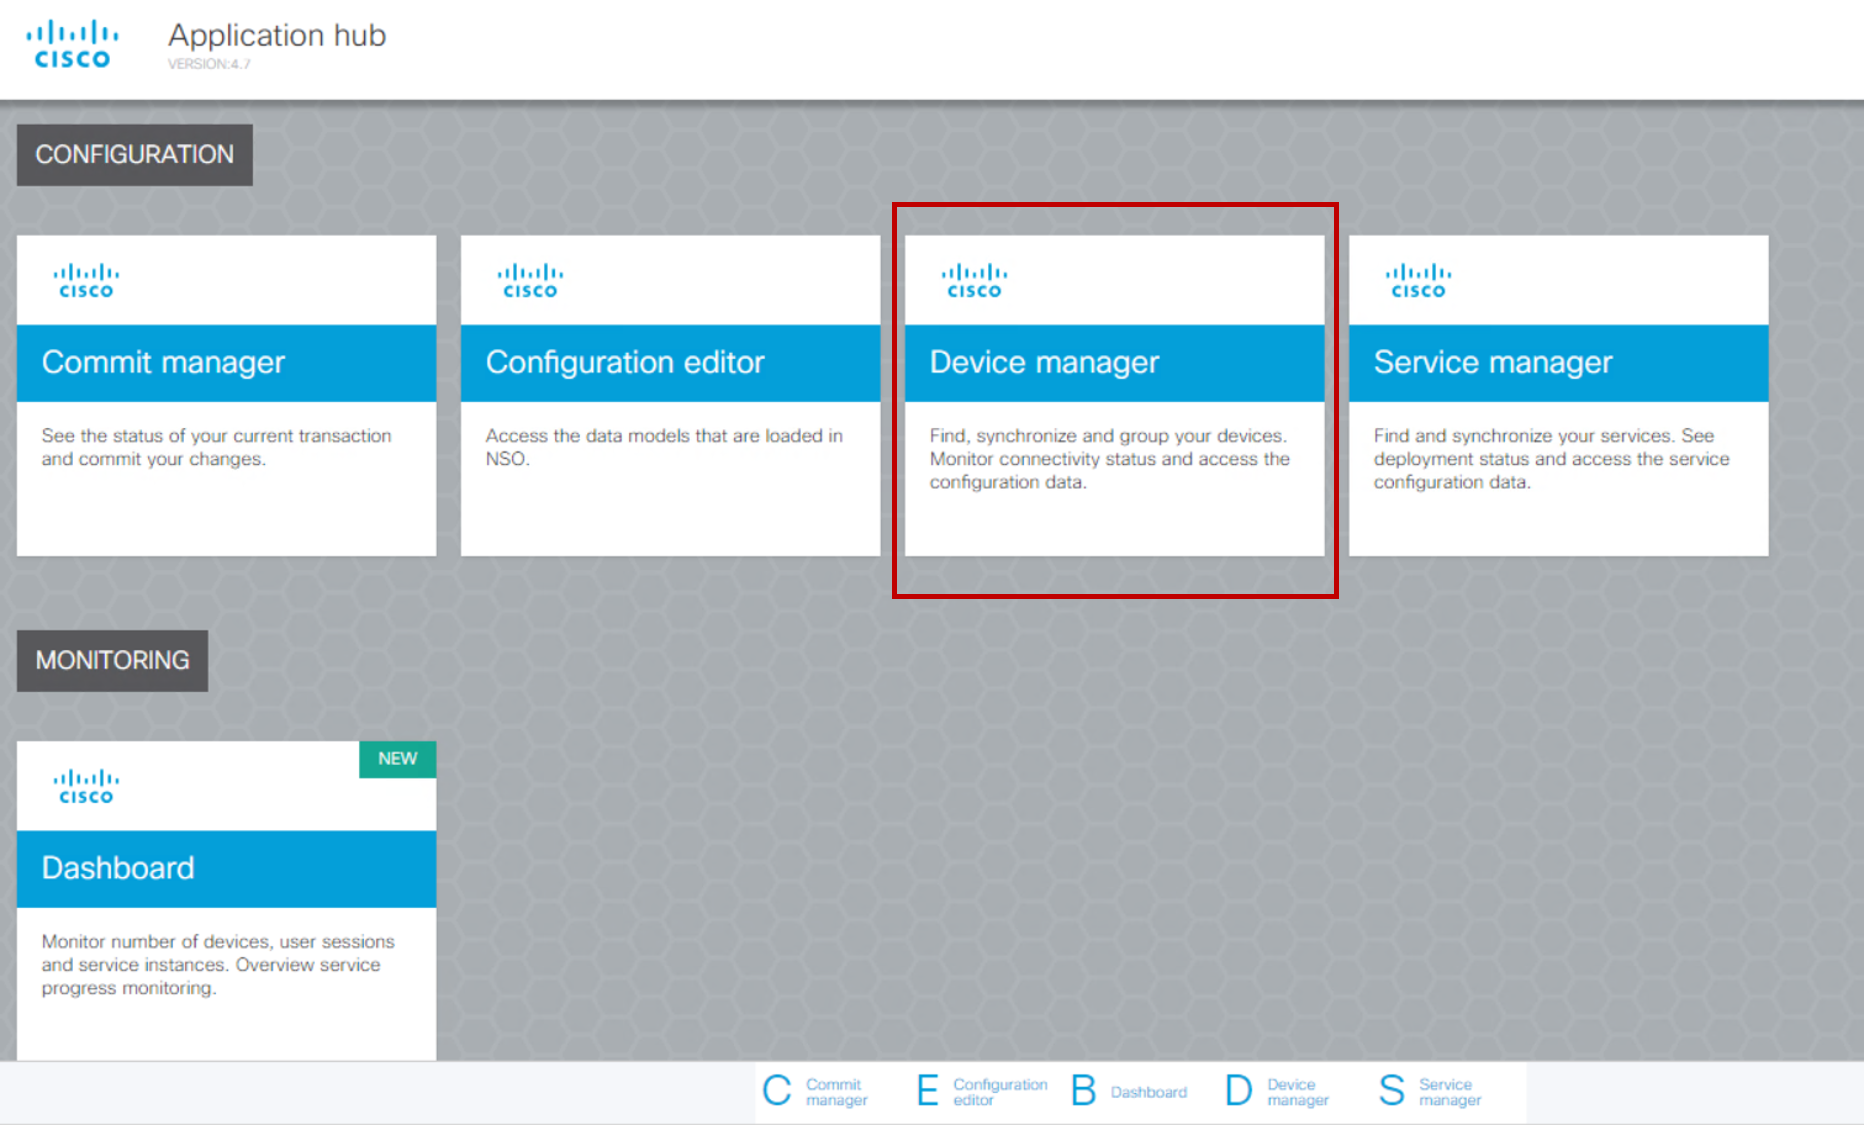 CISCO
Application hub
VERSION:4.7
CONFIGURATION
CISCO
Commit manager
See the status of your current transaction
and commit your changes.
CISCO
Configuration editor
Access the data models that are loaded in
NSO.
CISCO
Device manager
Find, synchronize and group your devices.
Monitor connectivity status and access the
configuration data.
CISCO
Service manager
Find and synchronize your services. See
deployment status and access the service
configuration data.
MONITORING
NEW
CISCO
Dashboard
Monitor number of devices, user sessions
and service instances. Overview service
progress monitoring.
C
Commit
manager
E
Configuration
editor
B
Dashboard
D
Device
manager
S
Service
manager